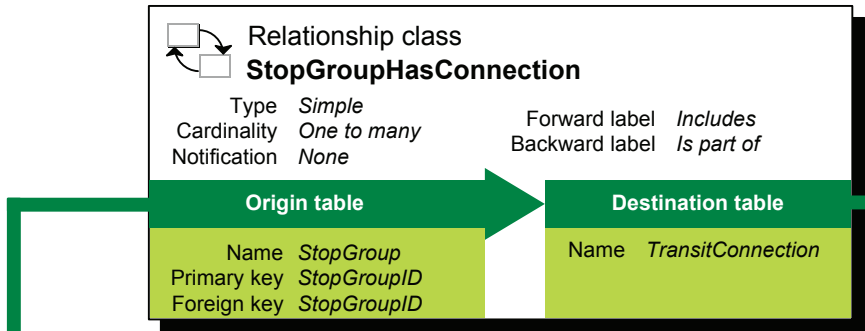 Relationship class
StopGroupHasConnection
Type Simple
Cardinality One to many
Notification None
Forward label Includes
Backward label Is part of
Origin table
Name StopGroup
Primary key StopGroupID
Foreign key StopGroupID
Destination table
Name TransitConnection